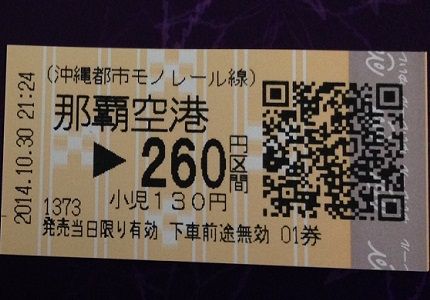 (沖縄都市モノレール線)
那覇空港
▶260円区間
小児130円
1373
発売当日限り有効 下車前途無効 01券
2014.10.30 21:24